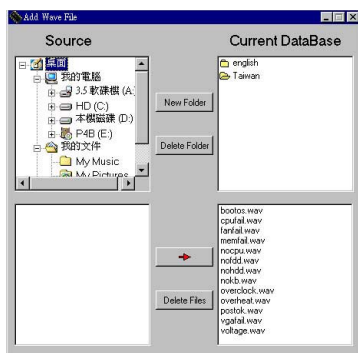 Add Wave File
Source
Current DataBase
桌面
我的電腦
3.5 軟碟機 (A:)
HD (C:)
本機磁碟 (D:)
P4B (E:)
我的文件
My Music
My Pictures
New Folder
Delete Folder
english
Taiwan
Delete Files
bootos.wav
cpufail.wav
fanfail.wav
memfail.wav
nocpu.wav
nofdd.wav
nohdd.wav
nokb.wav
overclock.wav
overheat.wav
postok.wav
vgafail.wav
voltage.wav